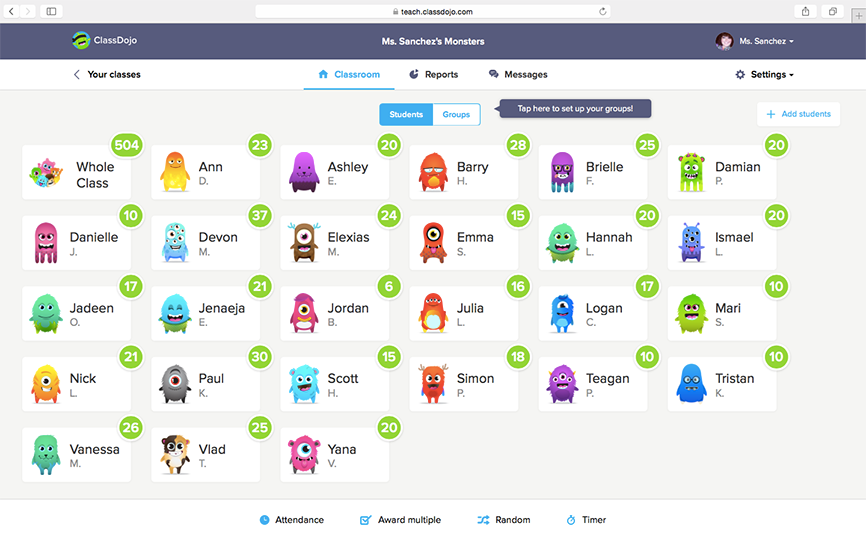 teach.classdojo.com
ClassDojo
Ms. Sanchez's Monsters
Ms. Sanchez
Your classes
Classroom
Reports
Messages
Settings
Students
Groups
Tap here to set up your groups!
Add students
504
Whole
Class
23
Ann
D.
20
Ashley
E.
28
Barry
H.
25
Brielle
F.
20
Damian
P.
10
Danielle
J.
37
Devon
M.
24
Elexias
M.
15
Emma
S.
20
Hannah
L.
20
Ismael
L.
17
Jadeen
O.
21
Jenaeja
E.
6
Jordan
B.
16
Julia
L.
17
Logan
C.
10
Mari
S.
21
Nick
L.
30
Paul
K.
15
Scott
H.
18
Simon
P.
10
Teagan
P.
10
Tristan
K.
26
Vanessa
M.
25
Vlad
T.
20
Yana
V.
Attendance
Award multiple
Random
Timer